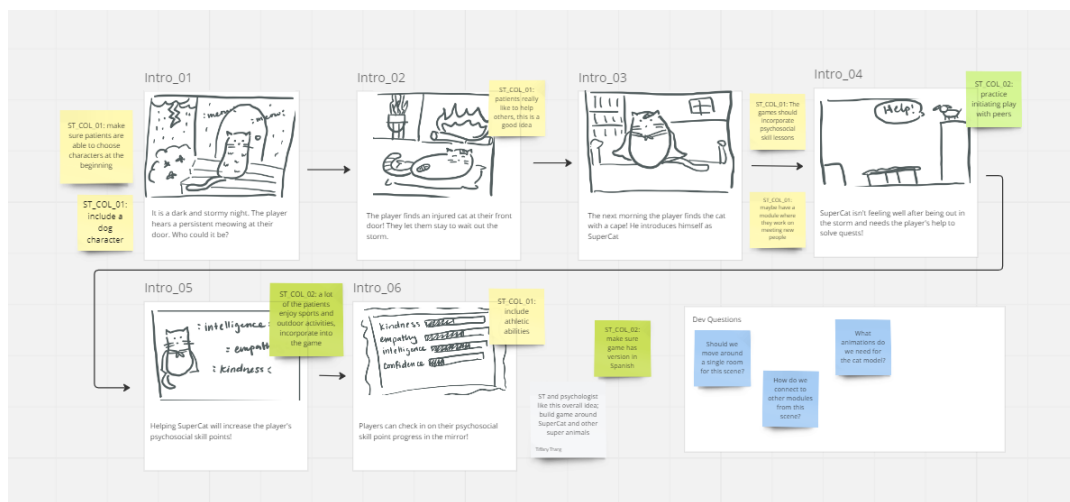 Intro_01
Intro_02
Intro_03
Intro_04
ST_COL_01:
make
sure patients are
able to choose
characters at the
beginning
ST_COL_01:
include a
dog
character
:meow:
:meow:
It is a dark and stormy night. The player
hears a persistent meowing at their
door. Who could it be?
ST_COL_01:
patients really
like to help
others, this is a
good idea
The player finds an injured cat at their front
door! They let them stay to wait out the
storm.
The next morning the player finds the cat
with a cape! He introduces himself as
SuperCat
ST_COL_01: The
games should
incorporate
psychosocial
skill lessons
ST_COL_01:
maybe have a
module where
they work on
meeting new
people
Help!
ST_COL_02:
practice
initiating play
with peers
SuperCat isn't feeling well after being out in
the storm and needs the player's help to
solve quests!
Intro_05
Intro_06
: intelligence :
: empath
: kindness
ST_COL_02: a lot
of the patients
enjoy sports and
outdoor activities,
incorporate into
the game
Helping SuperCat will increase the player's
psychosocial skill points!
kindness
empathy
intelligence
confidence
ST_COL_01:
include
athletic
abilities
Players can check in on their psychosocial
skill point progress in the mirror!
ST_COL_02:
make sure
game has
version in
Spanish
ST and psychologist
like this overall idea;
build game around
SuperCat and other
super animals
Dev Questions
Should we
move around
a single room
for this scene?
How do we
connect to
other modules
from this
scene?
What
animations do
we need for
the cat model?